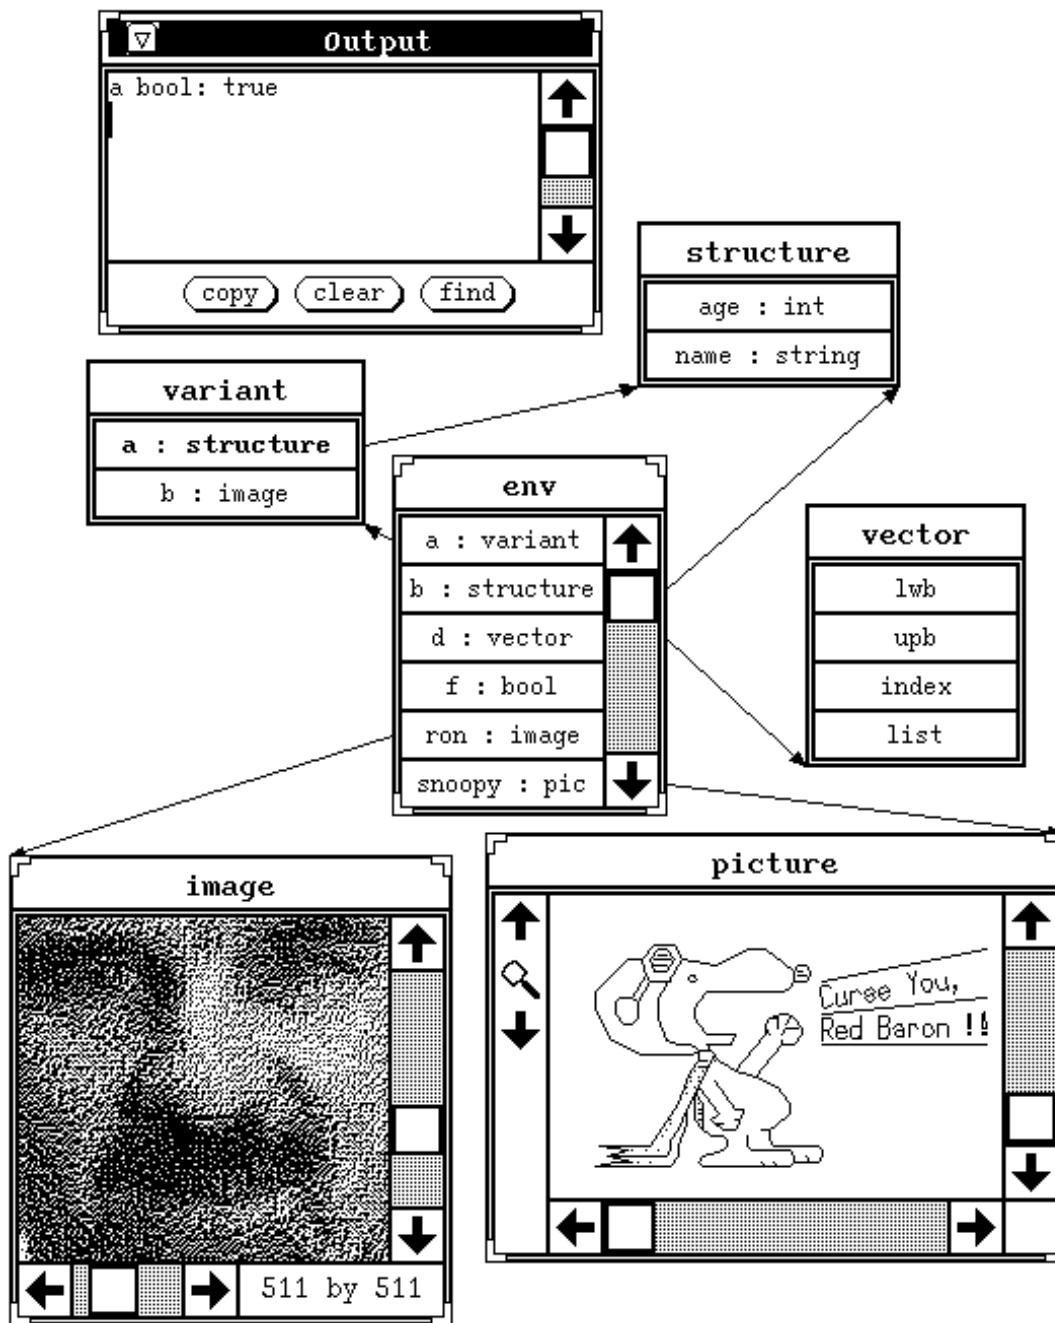 Output
a bool: true
copy clear find
structure
age : int
name : string
variant
a : structure
b : image
env
a : variant
b : structure
d : vector
f : bool
ron : image
snoopy : pic
vector
lwb
upb
index
list
image
511 by 511
picture
Curse You,
Red Baron !!